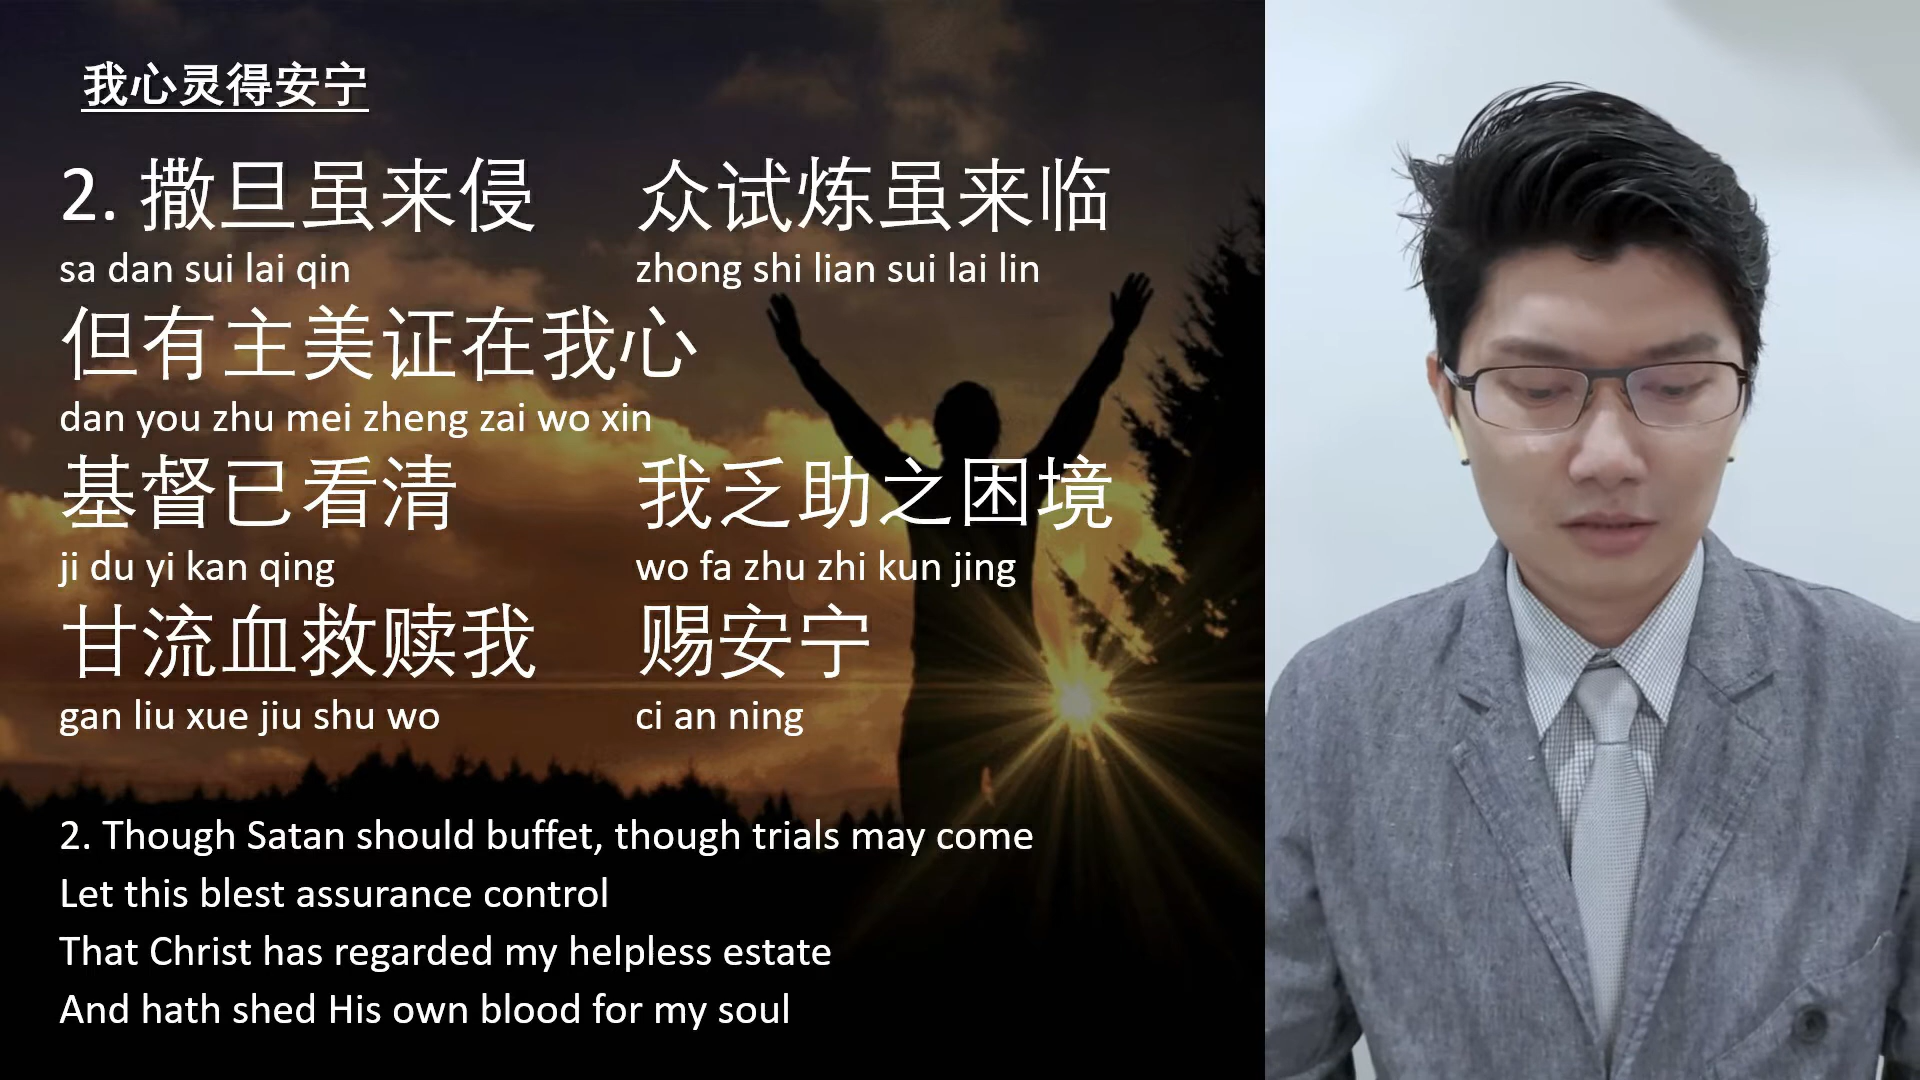 我心灵得安宁
2. 撒旦虽来侵 众试炼虽来临
sa dan sui lai qin zhong shi lian sui lai lin
但有主美证在我心
dan you zhu mei zheng zai wo xin
基督已看清 我乏助之困境
ji du yi kan qing wo fa zhu zhi kun jing
甘流血救赎我 赐安宁
gan liu xue jiu shu wo ci an ning
2. Though Satan should buffet, though trials may come
Let this blest assurance control
That Christ has regarded my helpless estate
And hath shed His own blood for my soul